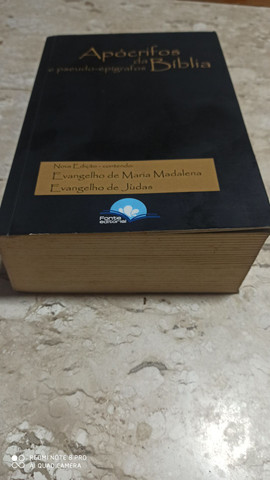 Apócrifos
e pseudo-epígrafos da Bíblia
Nova Edição - contendo:
Evangelho de Maria Madalena
Evangelho de Judas
Fonte
editorial
REDMI NOTE 8 PRO
AI QUAD CAMERA